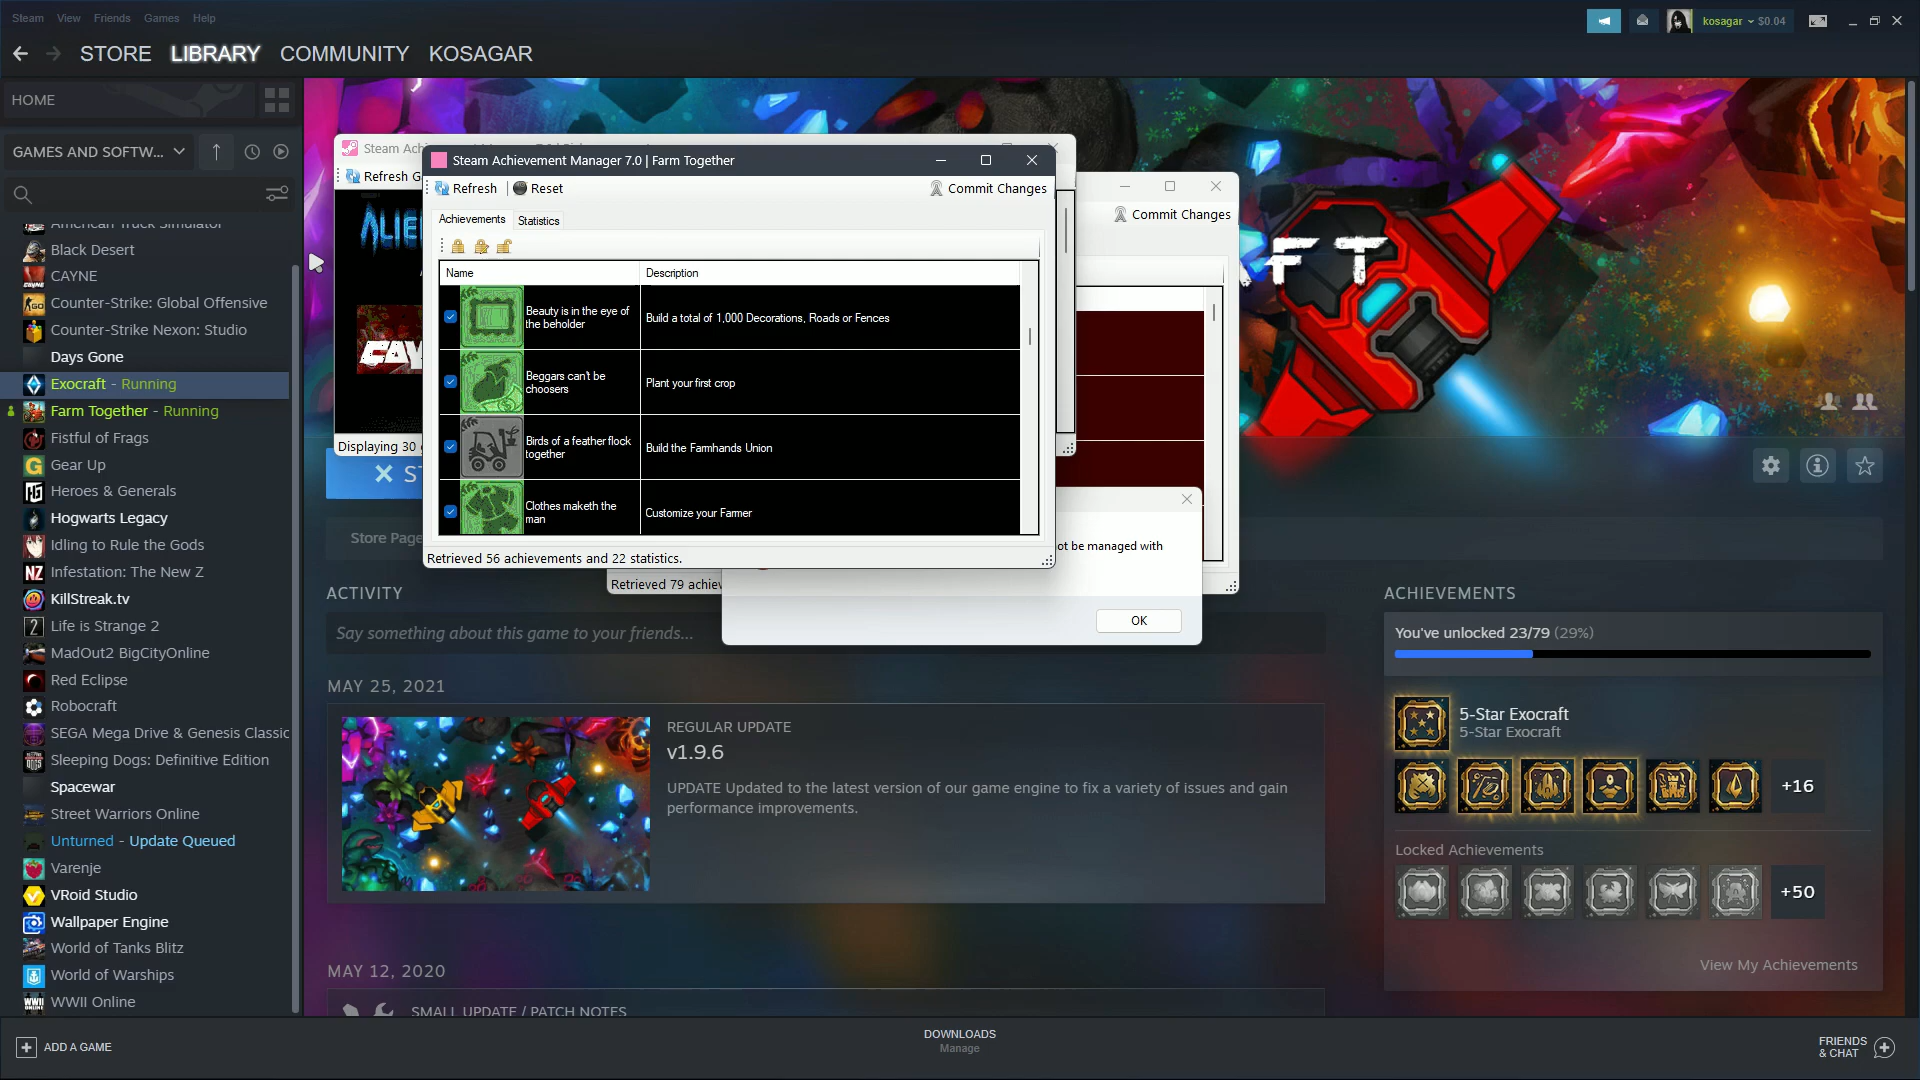 Steam View Friends Games Help
kosagar $0.04
STORE LIBRARY COMMUNITY KOSAGAR
HOME
GAMES AND SOFTW...
American Truck Simulator
Black Desert
CAYNE
Counter-Strike: Global Offensive
Counter-Strike Nexon: Studio
Days Gone
Exocraft - Running
Farm Together - Running
Fistful of Frags
Gear Up
Heroes & Generals
Hogwarts Legacy
Idling to Rule the Gods
Infestation: The New Z
KillStreak.tv
Life is Strange 2
MadOut2 BigCityOnline
Red Eclipse
Robocraft
SEGA Mega Drive & Genesis Classic
Sleeping Dogs: Definitive Edition
Spacewar
Street Warriors Online
Unturned - Update Queued
Varenje
VRoid Studio
Wallpaper Engine
World of Tanks Blitz
World of Warships
WWII Online
ADD A GAME
Steam Ach
Refresh G
ALIE
Displaying 30
Steam Achievement Manager 7.0 | Farm Together
Refresh Reset Commit Changes
Achievements Statistics
Name Description
Beauty is in the eye of the beholder
Build a total of 1,000 Decorations, Roads or Fences
Beggars can't be choosers
Plant your first crop
Birds of a feather flock together
Build the Farmhands Union
Clothes maketh the man
Customize your Farmer
Retrieved 56 achievements and 22 statistics.
Commit Changes
Retrieved 79 achiev
ot be managed with
OK
FT
ST
Store Page
ACTIVITY
Say something about this game to your friends...
MAY 25, 2021
REGULAR UPDATE
v1.9.6
UPDATE Updated to the latest version of our game engine to fix a variety of issues and gain
performance improvements.
MAY 12, 2020
SMALL UPDATE / PATCH NOTES
ACHIEVEMENTS
You've unlocked 23/79 (29%)
5-Star Exocraft
5-Star Exocraft
+16
Locked Achievements
+50
View My Achievements
DOWNLOADS
Manage
FRIENDS
& CHAT